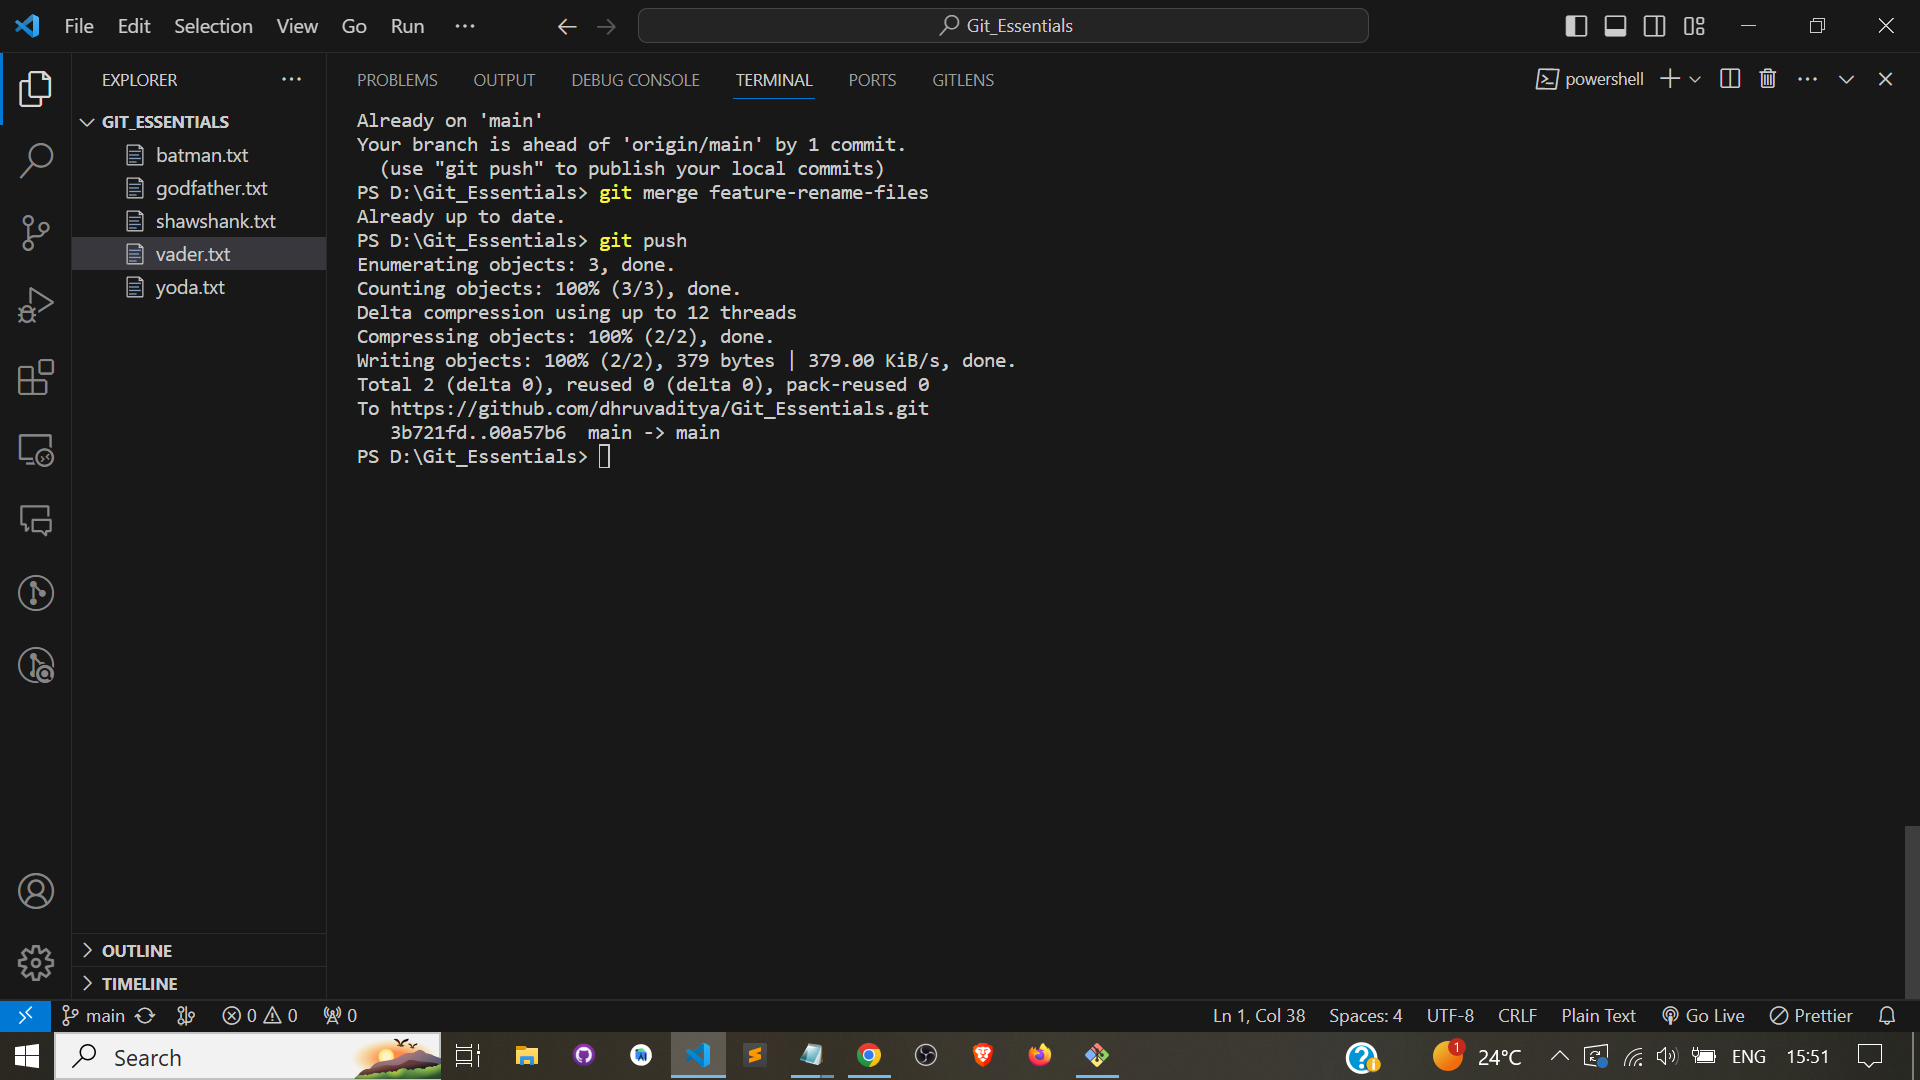 File Edit Selection View Go Run ···
Git_Essentials
EXPLORER
GIT_ESSENTIALS
batman.txt
godfather.txt
shawshank.txt
vader.txt
yoda.txt
OUTLINE
TIMELINE
PROBLEMS OUTPUT DEBUG CONSOLE TERMINAL PORTS GITLENS
powershell
Already on 'main'
Your branch is ahead of 'origin/main' by 1 commit.
  (use "git push" to publish your local commits)
PS D:\Git_Essentials> git merge feature-rename-files
Already up to date.
PS D:\Git_Essentials> git push
Enumerating objects: 3, done.
Counting objects: 100% (3/3), done.
Delta compression using up to 12 threads
Compressing objects: 100% (2/2), done.
Writing objects: 100% (2/2), 379 bytes | 379.00 KiB/s, done.
Total 2 (delta 0), reused 0 (delta 0), pack-reused 0
To https://github.com/dhruvaditya/Git_Essentials.git
   3b721fd..00a57b6  main -> main
PS D:\Git_Essentials>
main 0 0 0 Ln 1, Col 38 Spaces: 4 UTF-8 CRLF Plain Text Go Live Prettier
Search 1 24°C ENG 15:51